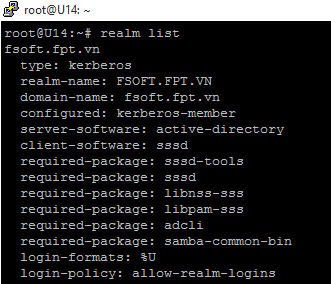 root@U14: ~
root@U14:~# realm list
fsoft.fpt.vn
  type: kerberos
  realm-name: FSOFT.FPT.VN
  domain-name: fsoft.fpt.vn
  configured: kerberos-member
  server-software: active-directory
  client-software: sssd
  required-package: sssd-tools
  required-package: sssd
  required-package: libnss-sss
  required-package: libpam-sss
  required-package: adcli
  required-package: samba-common-bin
  login-formats: %U
  login-policy: allow-realm-logins